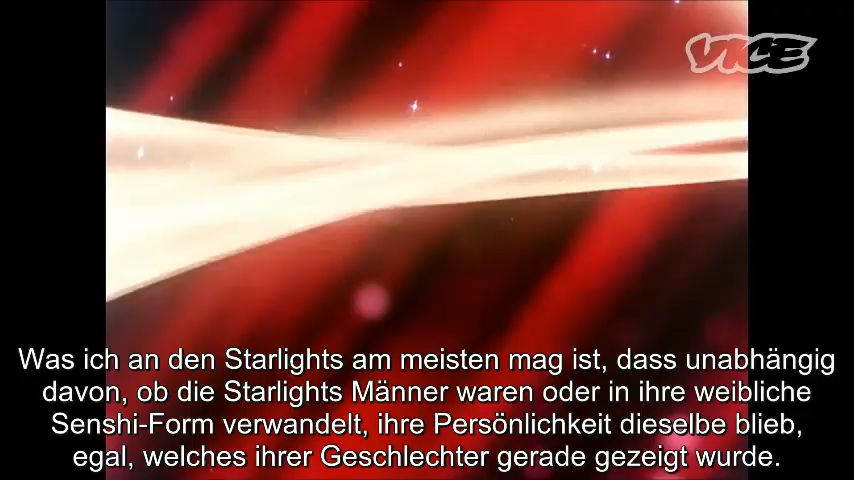 VICE
Was ich an den Starlights am meisten mag ist, dass unabhängig
davon, ob die Starlights Männer waren oder in ihre weibliche
Senshi-Form verwandelt, ihre Persönlichkeit dieselbe blieb,
egal, welches ihrer Geschlechter gerade gezeigt wurde.